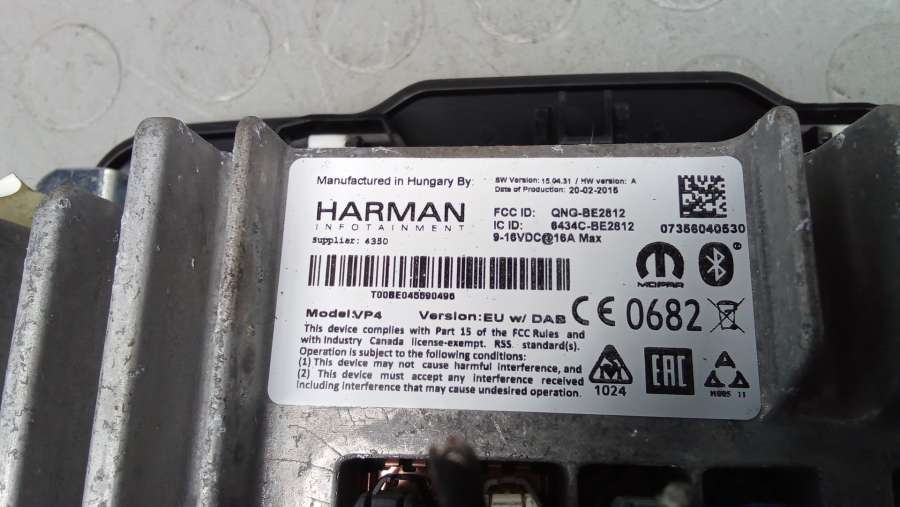 Manufactured in Hungary By:
HARMAN
INFOTAINMENT
Supplier: 4350
SW Version: 15.04.31 / HW version: A
Date of Production: 20-02-2015
FCC ID: QNG-BE2812
IC ID: 6434C-BE2812
9-16VDC@16A Max
07356040530
MOPAR
T00BE045690496
Model:VP4 Version:EU w/ DAB
CE 0682
This device complies with Part 15 of the FCC Rules and
with Industry Canada license-exempt. RSS. standard(s).
Operation is subject to the following conditions:
(1) This device may not cause harmful interference, and
(2) This device must accept any interference received
including interference that may cause undesired operation.
1024
EAC